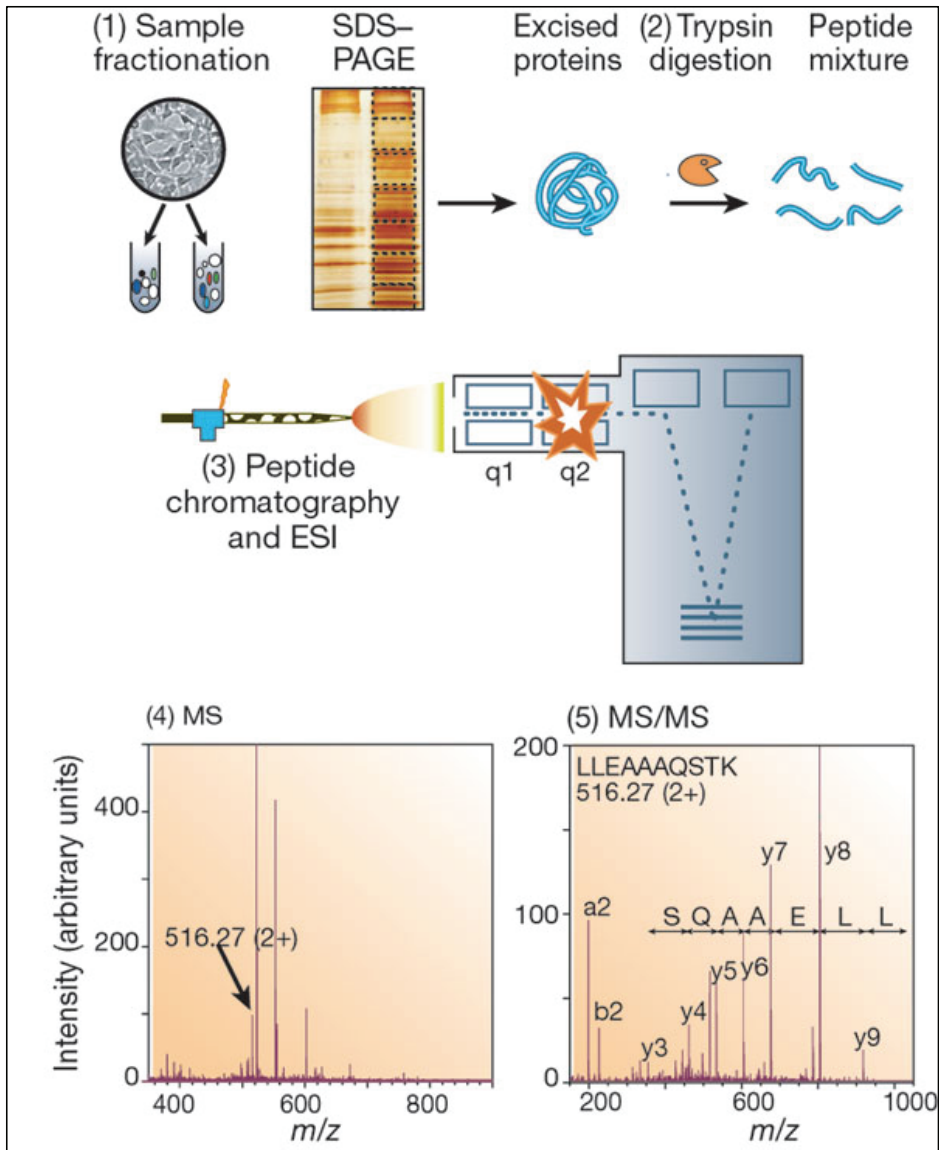 (1) Sample
fractionation
SDS–
PAGE
Excised
proteins
(2) Trypsin
digestion
Peptide
mixture
q1
q2
(3) Peptide
chromatography
and ESI
(4) MS
Intensity (arbitrary units)
400
200
0
516.27 (2+)
400
600
800
m/z
(5) MS/MS
200
100
0
LLEAAAQSTK
516.27 (2+)
y7
y8
a2
S Q A A E L L
y5
y6
b2
y4
y3
y9
200
600
1000
m/z